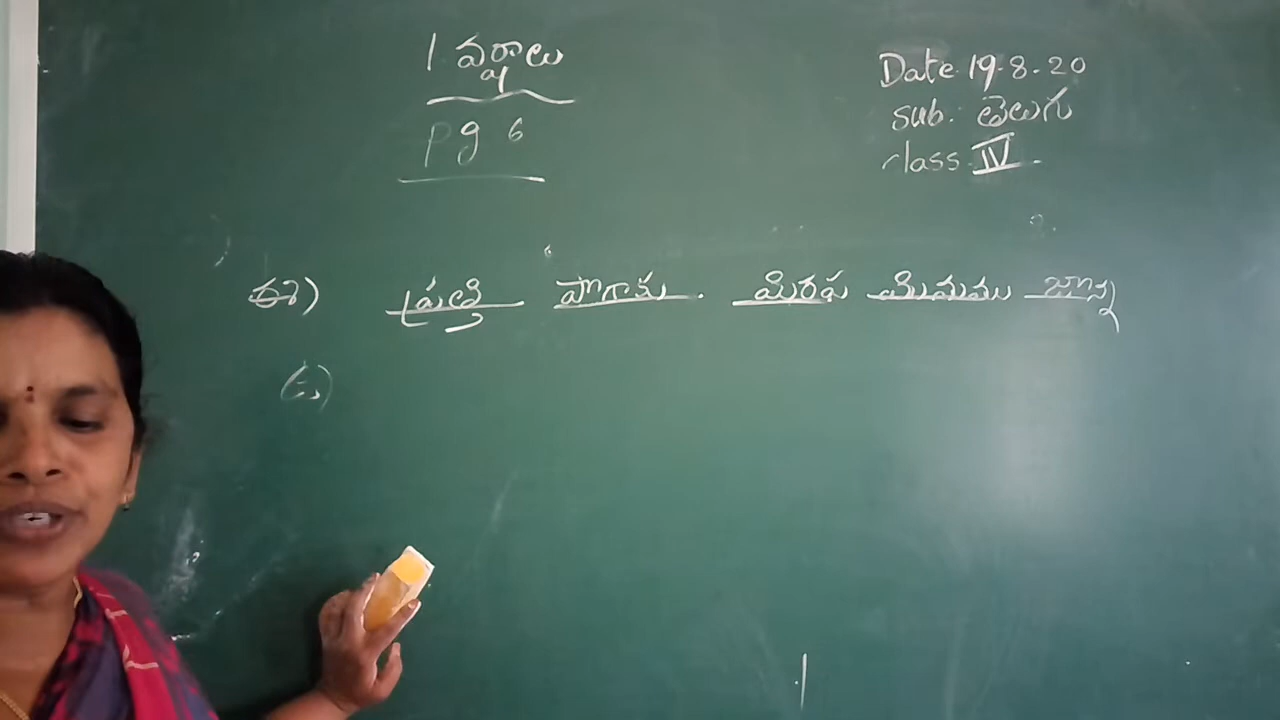 1 వర్షాలు
pg 6
Date 19.8.20
sub: తెలుగు
class IV
ఈ) ప్రత్తి పొగాకు. మిరప మినుము జొన్న